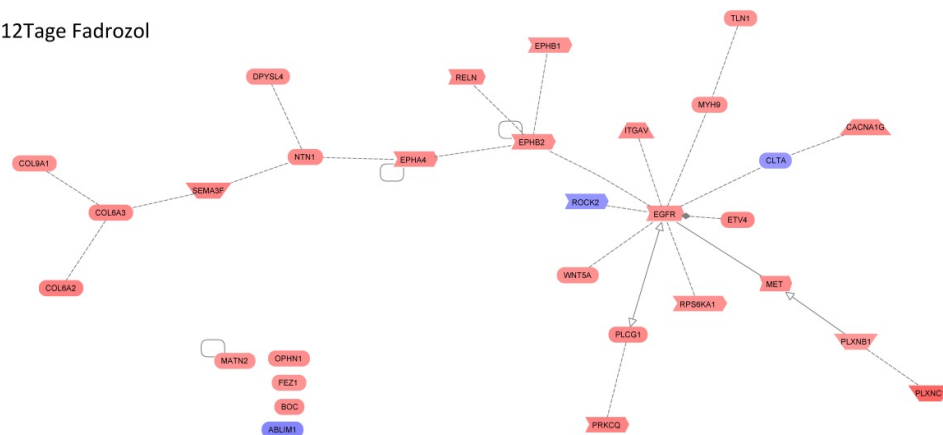 12Tage Fadrozol
TLN1
EPHB1
DPYSL4
RELN
MYH9
ITGAV
CACNA1G
EPHB2
NTN1
EPHA4
CLTA
COL9A1
SEMA3F
ROCK2
COL6A3
EGFR
ETV4
WNT5A
MET
COL6A2
RPS6KA1
PLCG1
PLXNB1
MATN2
OPHN1
FEZ1
PLXNC1
BOC
PRKCQ
ABLIM1